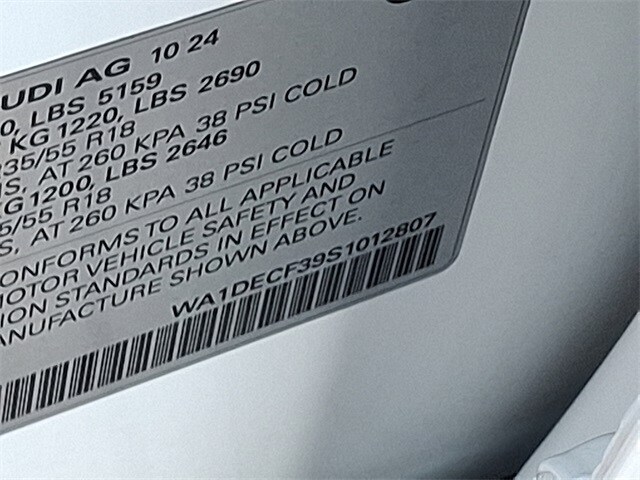 UDI AG 10 24
0, LBS 5159
KG 1220, LBS 2690
235/55 R18
S, AT 260 KPA 38 PSI COLD
G 1200, LBS 2646
5/55 R18
S, AT 260 KPA 38 PSI COLD
ONFORMS TO ALL APPLICABLE
MOTOR VEHICLE SAFETY AND
ION STANDARDS IN EFFECT ON
ANUFACTURE SHOWN ABOVE.
WA1DECF39S1012807